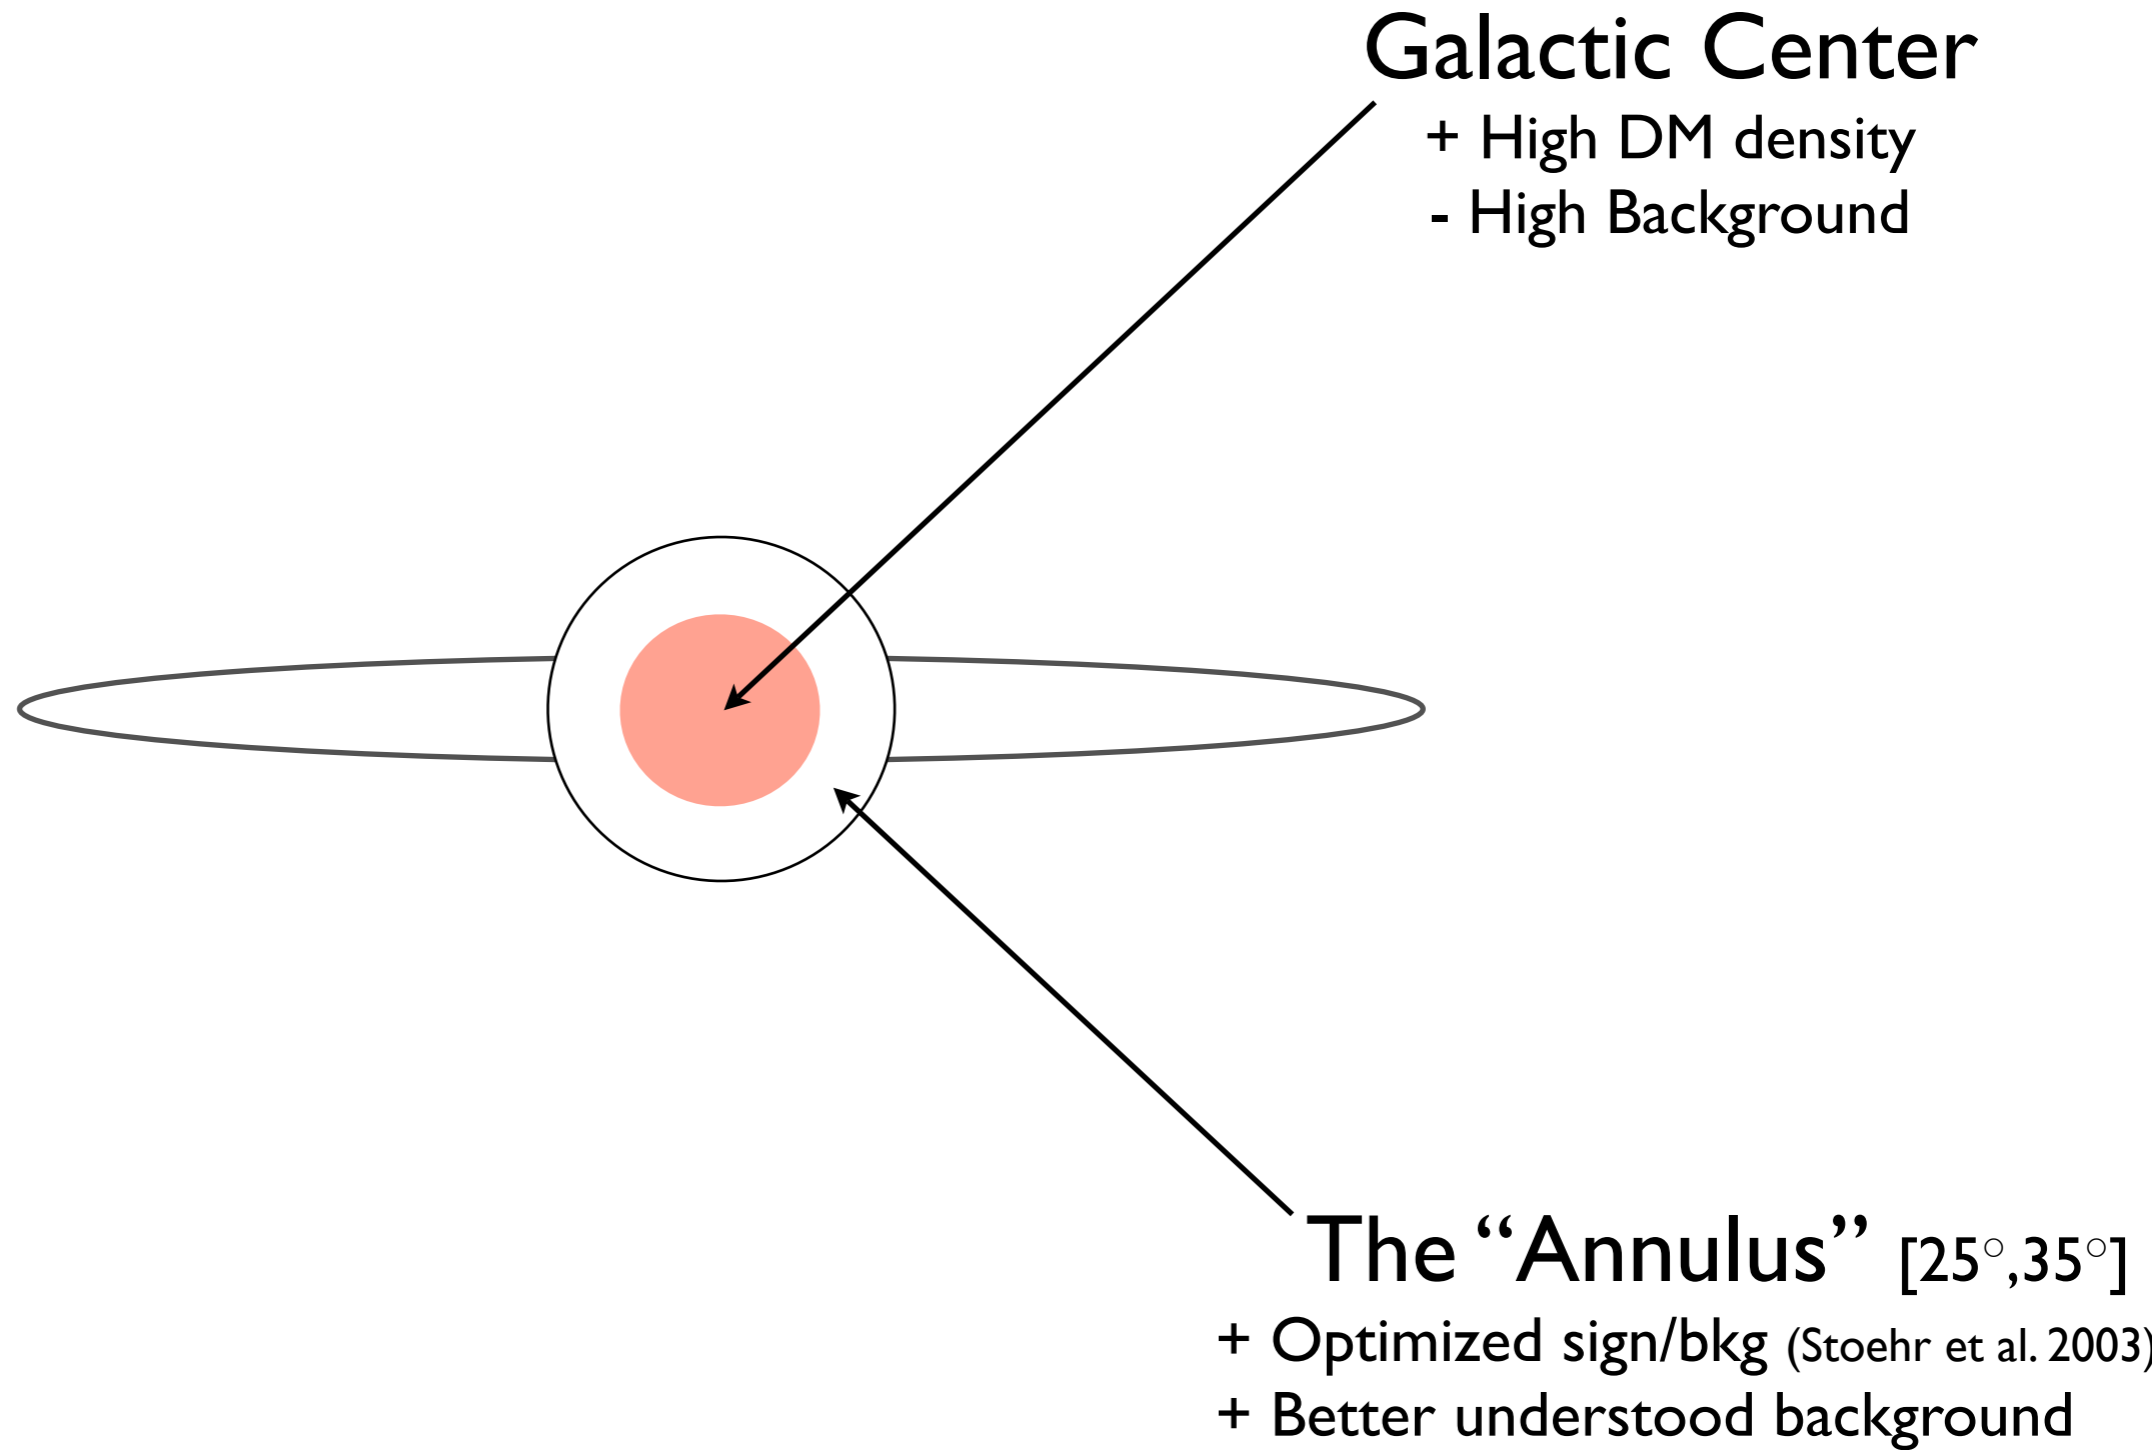 Galactic Center
+ High DM density
- High Background
The “Annulus” [25°,35°]
+ Optimized sign/bkg (Stoehr et al. 2003)
+ Better understood background